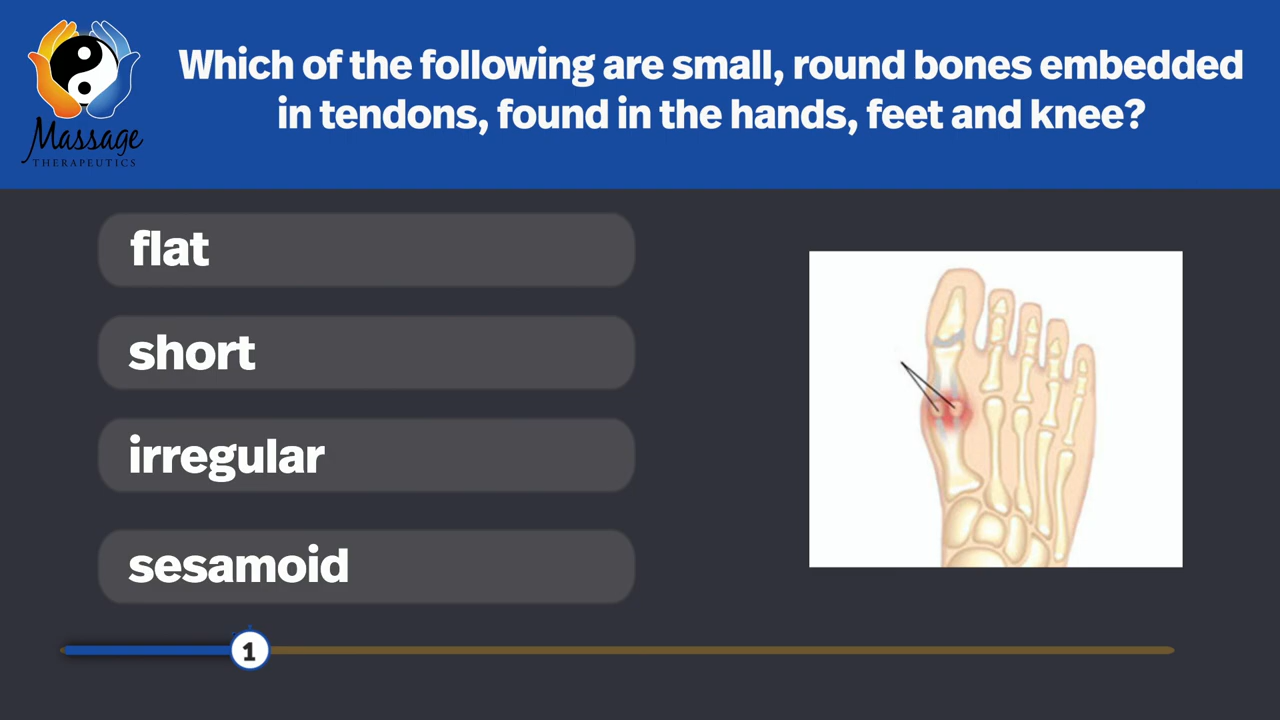 Which of the following are small, round bones embedded
in tendons, found in the hands, feet and knee?
Massage
THERAPEUTICS
flat
short
irregular
sesamoid
1